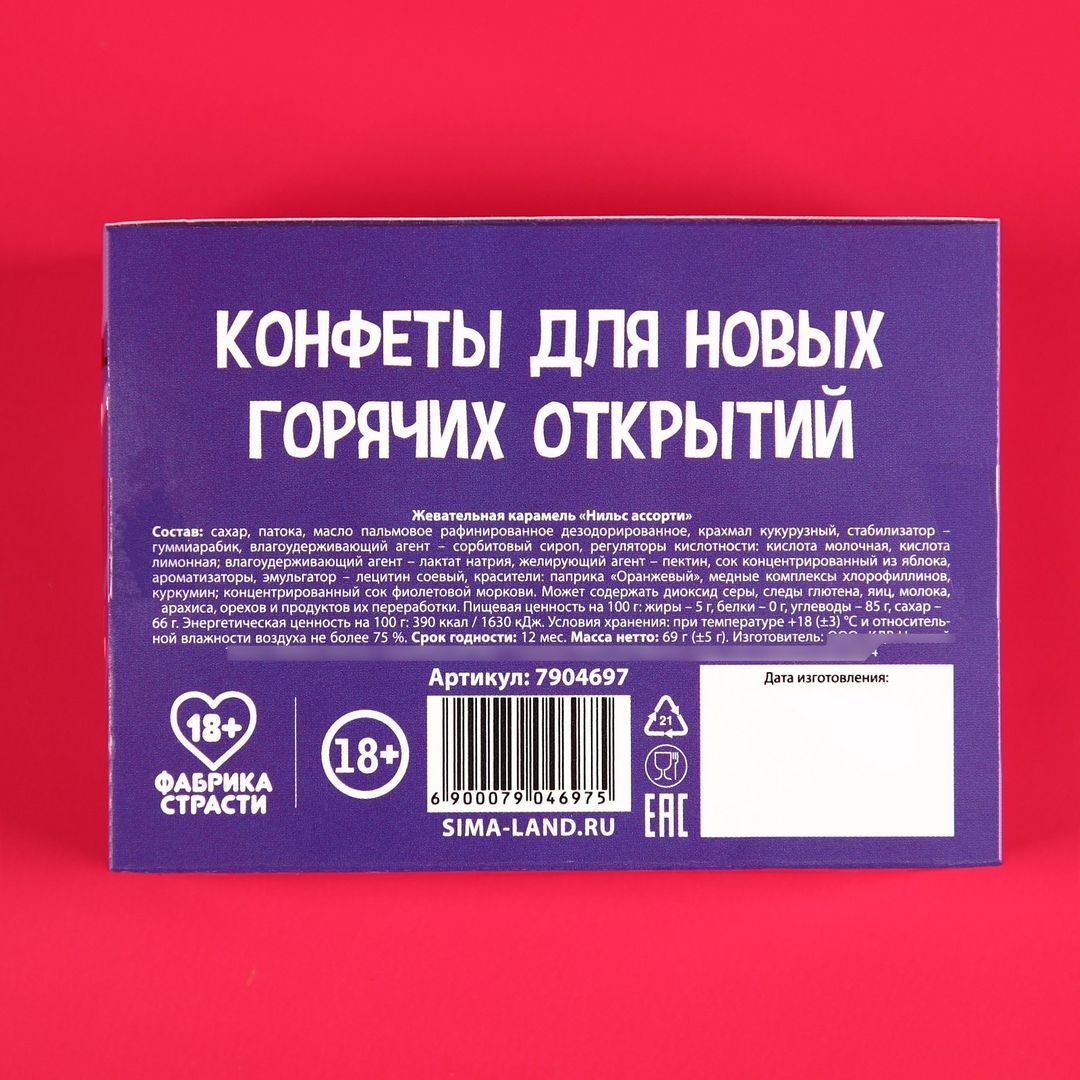 КОНФЕТЫ ДЛЯ НОВЫХ
ГОРЯЧИХ ОТКРЫТИЙ
Жевательная карамель «Нильс ассорти»
Состав: сахар, патока, масло пальмовое рафинированное дезодорированное, крахмал кукурузный, стабилизатор –
гуммиарабик, влагоудерживающий агент – сорбитовый сироп, регуляторы кислотности: кислота молочная, кислота
лимонная; влагоудерживающий агент – лактат натрия, желирующий агент – пектин, сок концентрированный из яблока,
ароматизаторы, эмульгатор – лецитин соевый, красители: паприка «Оранжевый», медные комплексы хлорофиллинов,
куркумин; концентрированный сок фиолетовой моркови. Может содержать диоксид серы, следы глютена, яиц, молока,
арахиса, орехов и продуктов их переработки. Пищевая ценность на 100 г: жиры – 5 г, белки – 0 г, углеводы – 85 г, сахар –
66 г. Энергетическая ценность на 100 г: 390 ккал / 1630 кДж. Условия хранения: при температуре +18 (±3) °С и относитель-
ной влажности воздуха не более 75 %. Срок годности: 12 мес. Масса нетто: 69 г (±5 г). Изготовитель:
Артикул: 7904697
Дата изготовления:
18+
ФАБРИКА
СТРАСТИ
18+
6 900079 046975
SIMA-LAND.RU
21
EAC